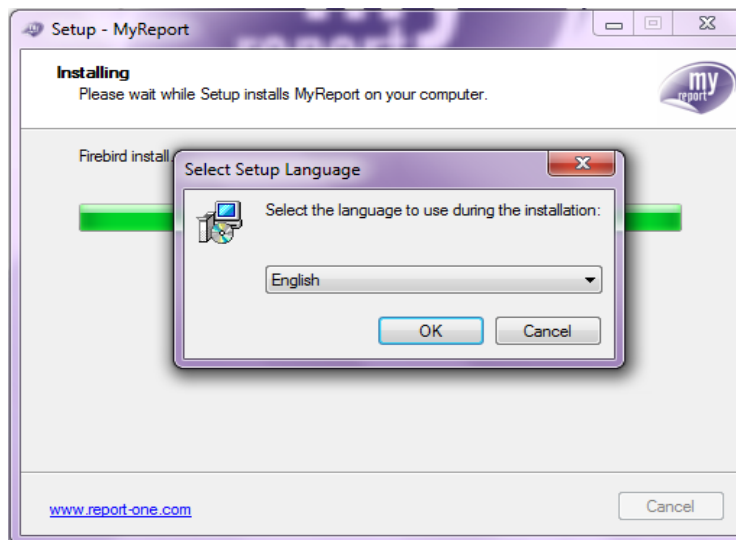 Setup - MyReport
Installing
Please wait while Setup installs MyReport on your computer.
my
report
Firebird install
Select Setup Language
Select the language to use during the installation:
English
OK
Cancel
www.report-one.com
Cancel